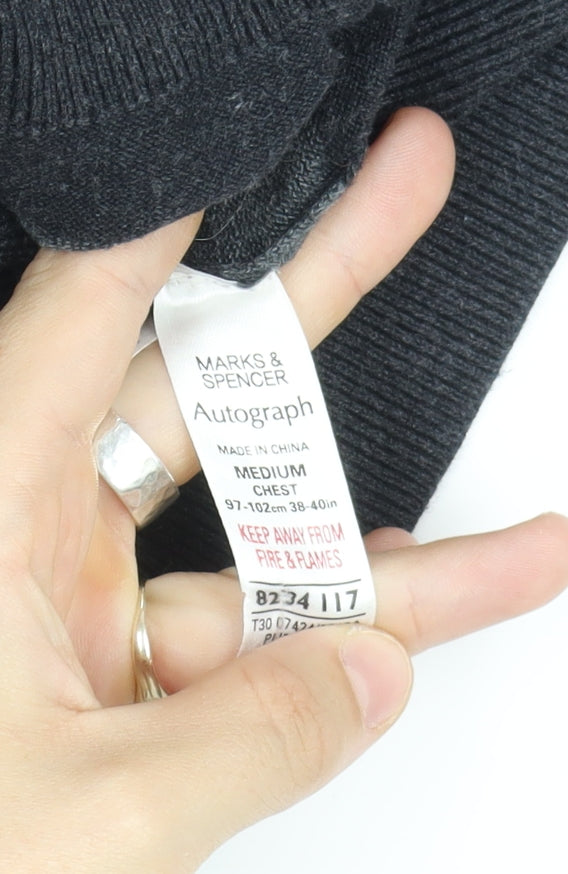 MARKS &
SPENCER
Autograph
MADE IN CHINA
MEDIUM
CHEST
97-102cm 38-40in
KEEP AWAY FROM
FIRE & FLAMES
8234 117
T30